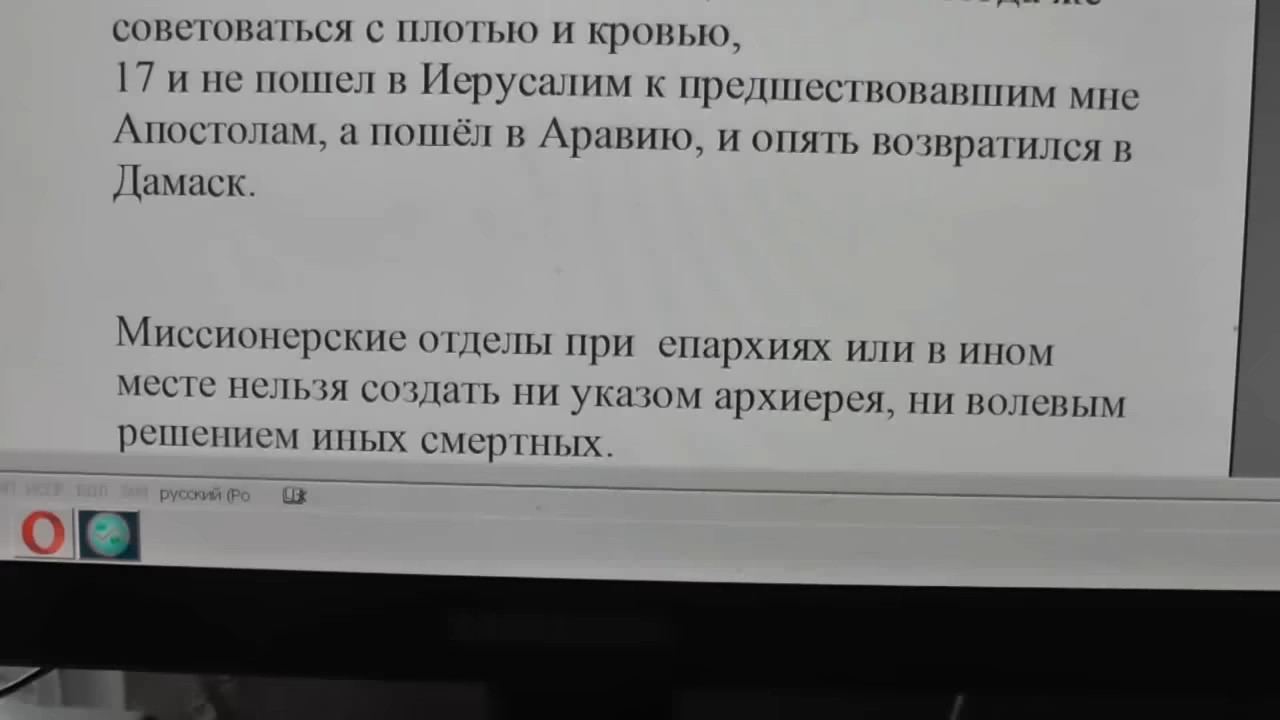 советоваться с плотью и кровью,
17 и не пошел в Иерусалим к предшествовавшим мне
Апостолам, а пошёл в Аравию, и опять возвратился в
Дамаск.
Миссионерские отделы при  епархиях или в ином
месте нельзя создать ни указом архиерея, ни волевым
решением иных смертных.
русский (Ро